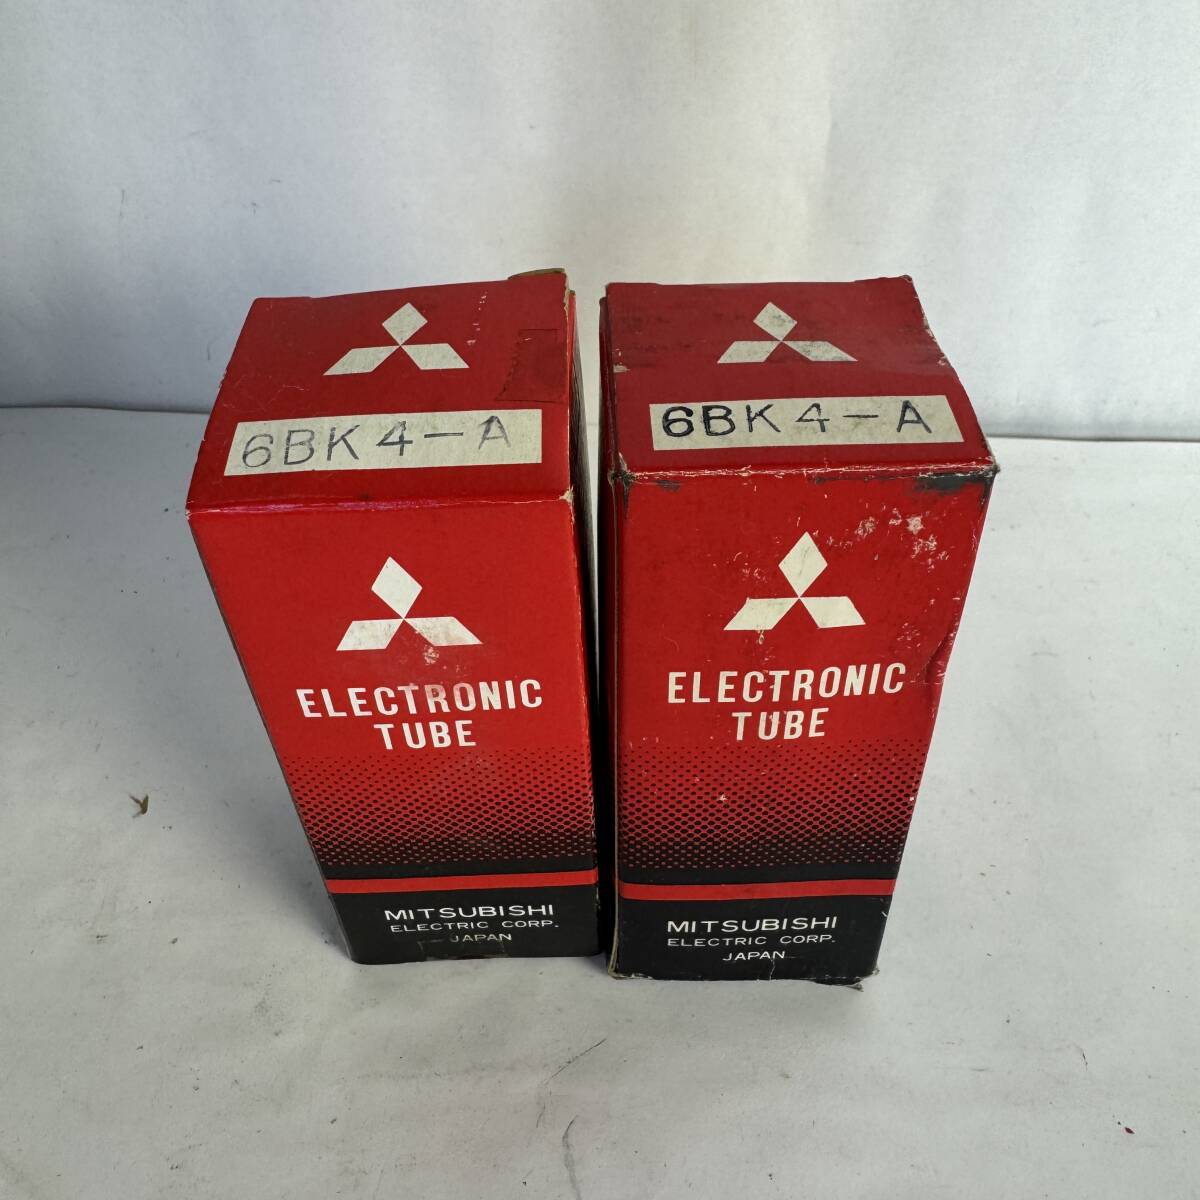 6BK4-A
ELECTRONIC
TUBE
MITSUBISHI
ELECTRIC CORP.
JAPAN
6BK4-A
ELECTRONIC
TUBE
MITSUBISHI
ELECTRIC CORP.
JAPAN